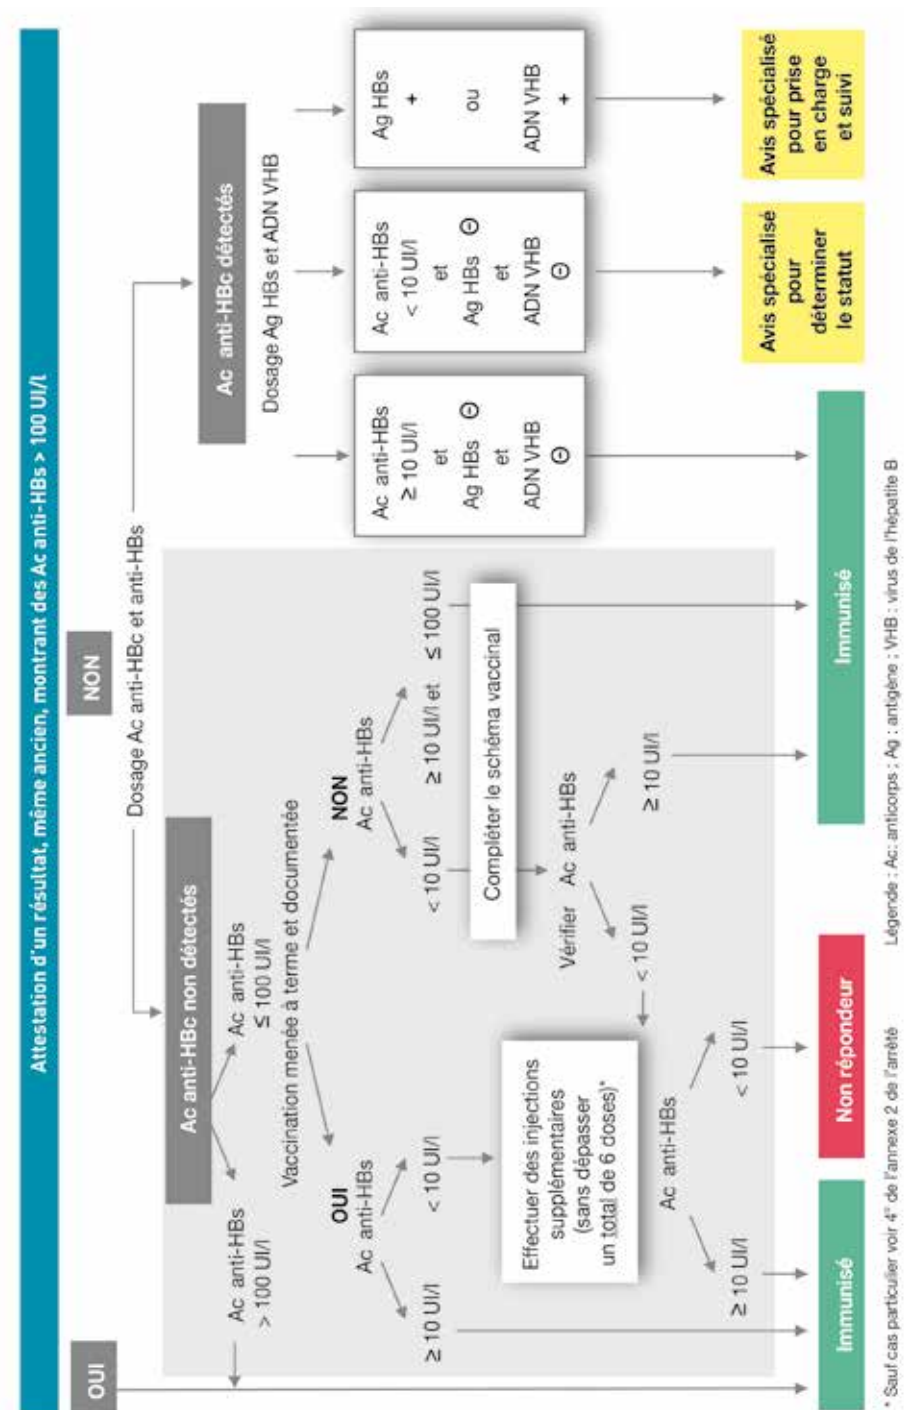 Attestation d'un résultat, même ancien, montrant des Ac anti-HBs > 100 UI/l
OUI
NON
Dosage Ac anti-HBc et anti-HBs
Ac anti-HBc non détectés
Ac anti-HBc détectés
Ac anti-HBs
> 100 UI/l
Ac anti-HBs
≤ 100 UI/l
Dosage Ag HBs et ADN VHB
Vaccination menée à terme et documentée
OUI
Ac anti-HBs
NON
Ac anti-HBs
≥ 10 UI/l
< 10 UI/l
< 10 UI/l
≥ 10 UI/l et ≤ 100 UI/l
Ac anti-HBs
≥ 10 UI/l
et
Ag HBs ⊖
et
ADN VHB
⊖
Ac anti-HBs
< 10 UI/l
et
Ag HBs ⊖
et
ADN VHB
⊖
Ag HBs
+
ou
ADN VHB
+
Compléter le schéma vaccinal
Effectuer des injections
supplémentaires
(sans dépasser
un total de 6 doses)*
Vérifier Ac anti-HBs
< 10 UI/l
≥ 10 UI/l
Ac anti-HBs
≥ 10 UI/l
< 10 UI/l
Immunisé
Non répondeur
Immunisé
Avis spécialisé
pour
déterminer
le statut
Avis spécialisé
pour prise
en charge
et suivi
* Sauf cas particulier voir 4° de l'annexe 2 de l'arrêté
Légende : Ac: anticorps ; Ag : antigène ; VHB : virus de l'hépatite B